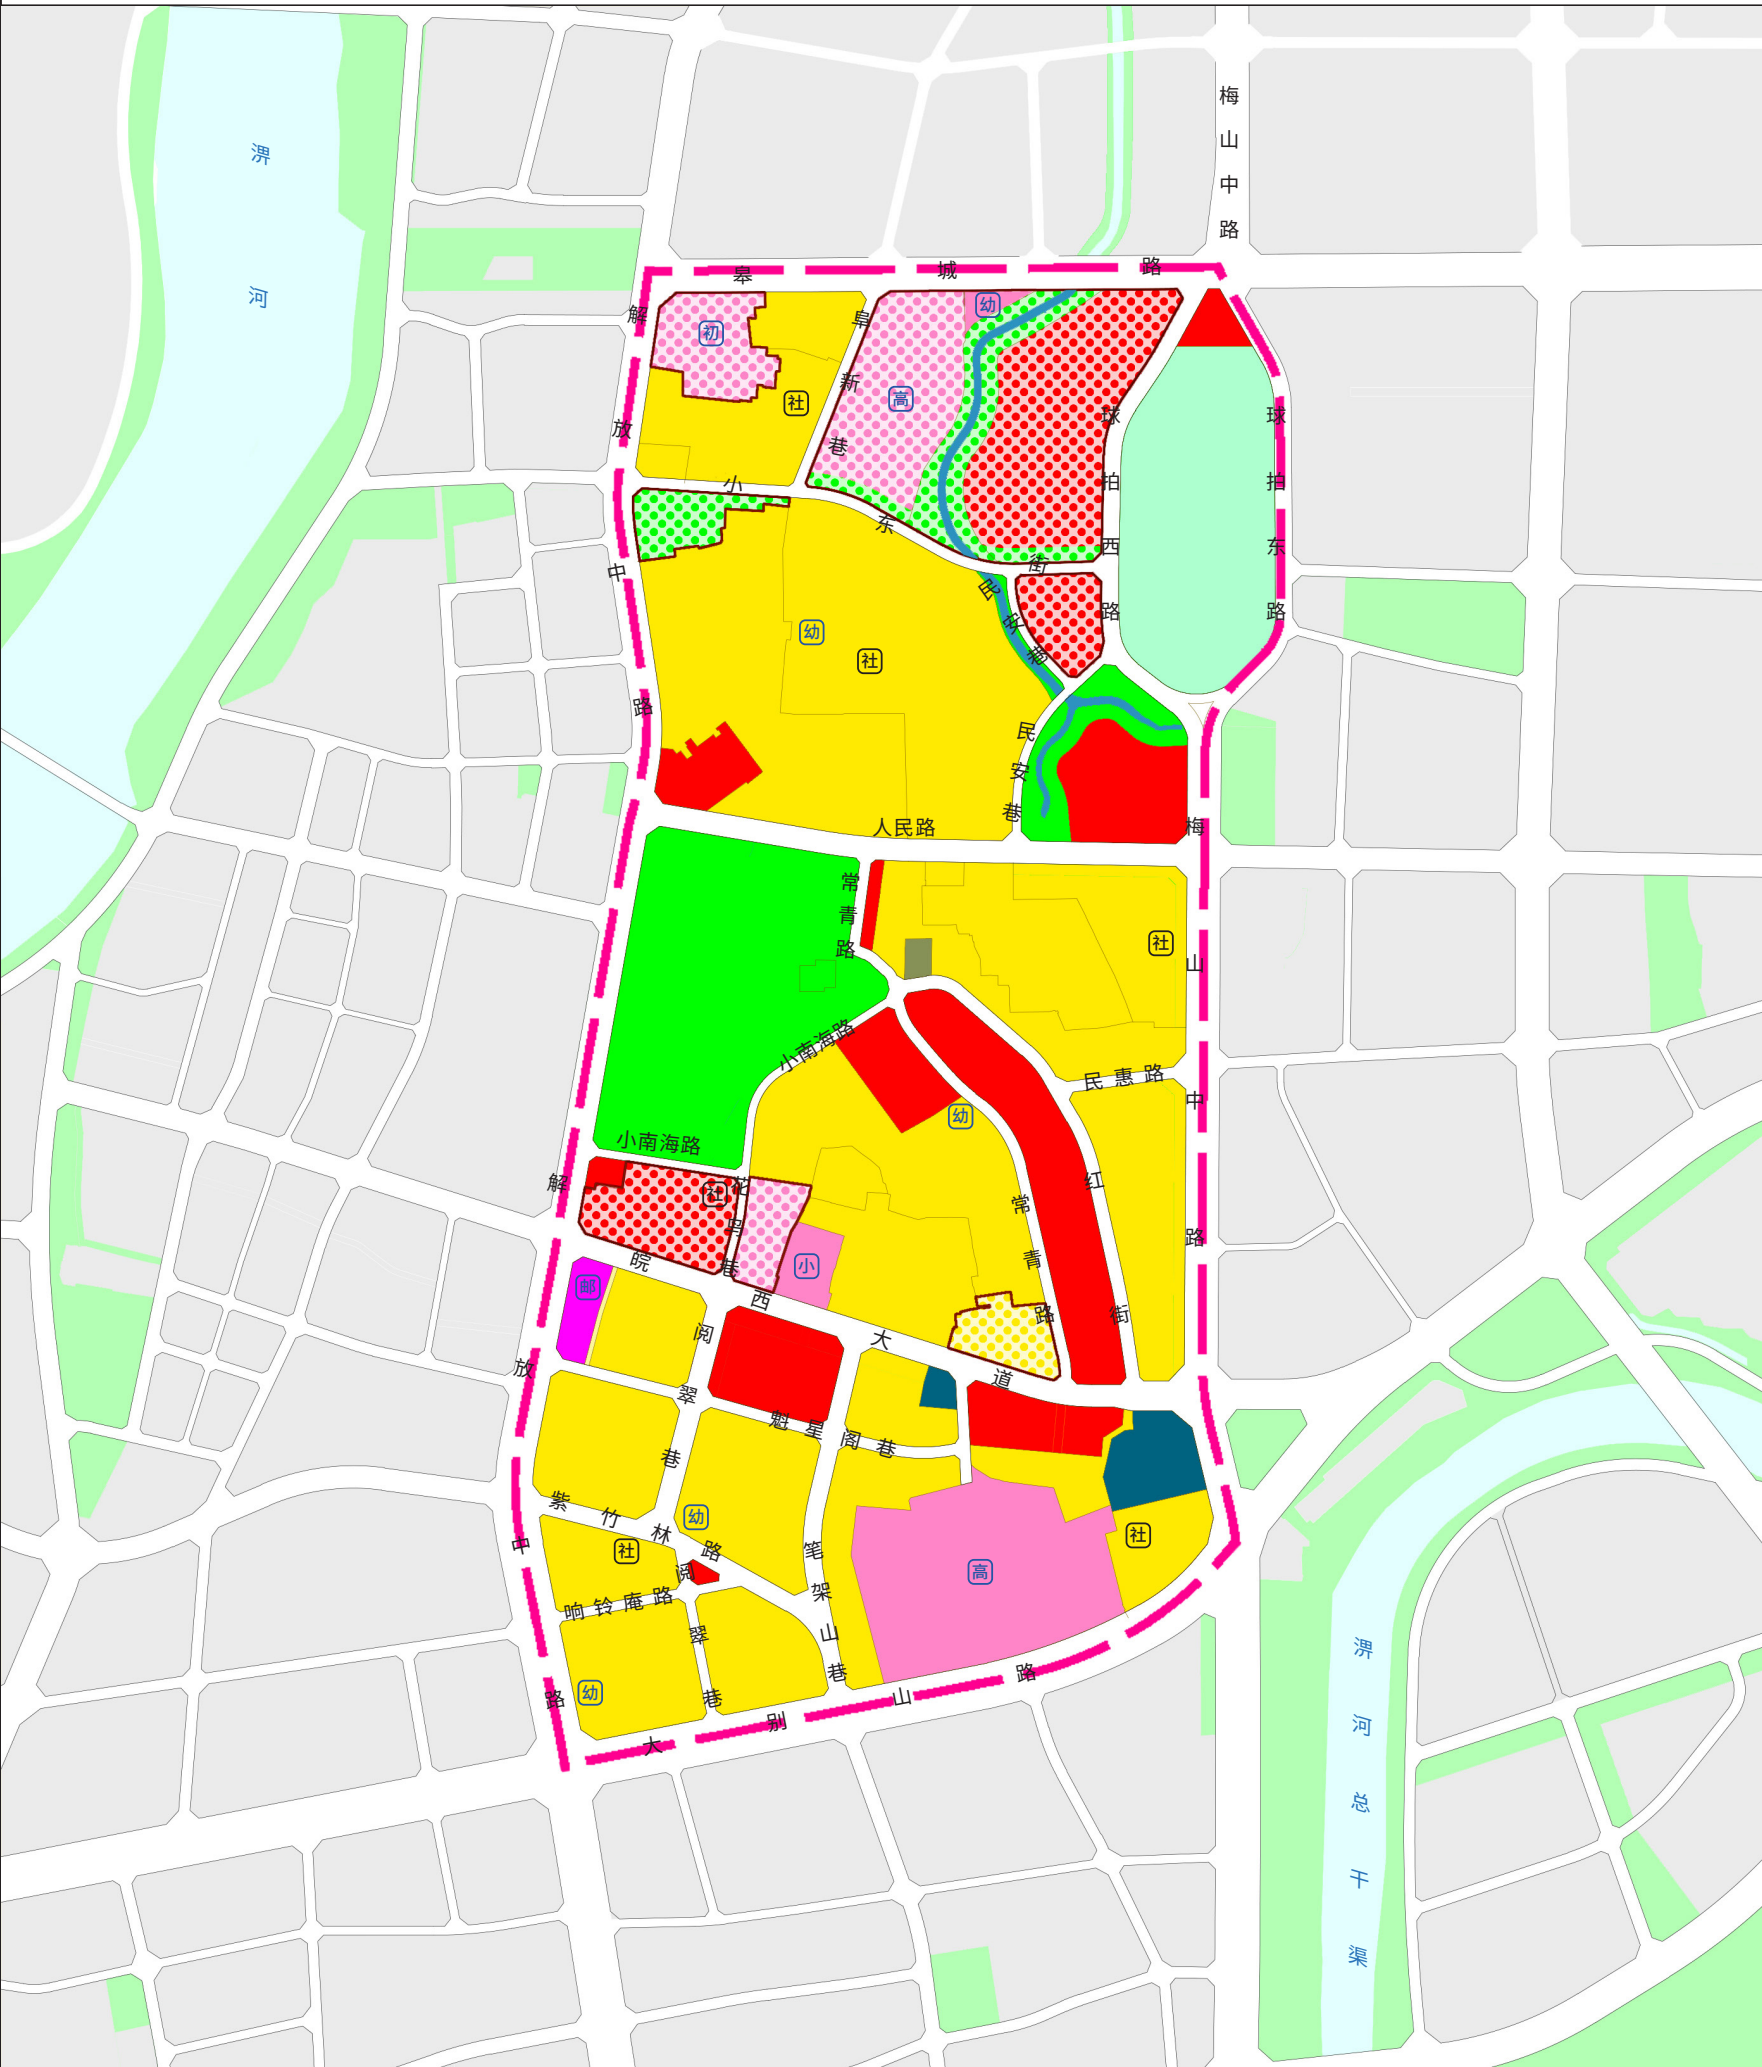 梅山中路
淠河
皋城路
解放中路
初
阜新巷
幼
高
社
球拍西路
球拍东路
小东街
民安巷
幼
社
民安巷
人民路
梅山中路
常青路
社
小南海路
民惠路
幼
小南海路
社
花鸟巷
常青路
红街
解放中路
皖西大道
小
邮
阅翠巷
魁星阁巷
紫竹林路
幼
社
阅翠巷
响铃庵路
笔架山巷
高
社
幼
大别山路
淠河总干渠